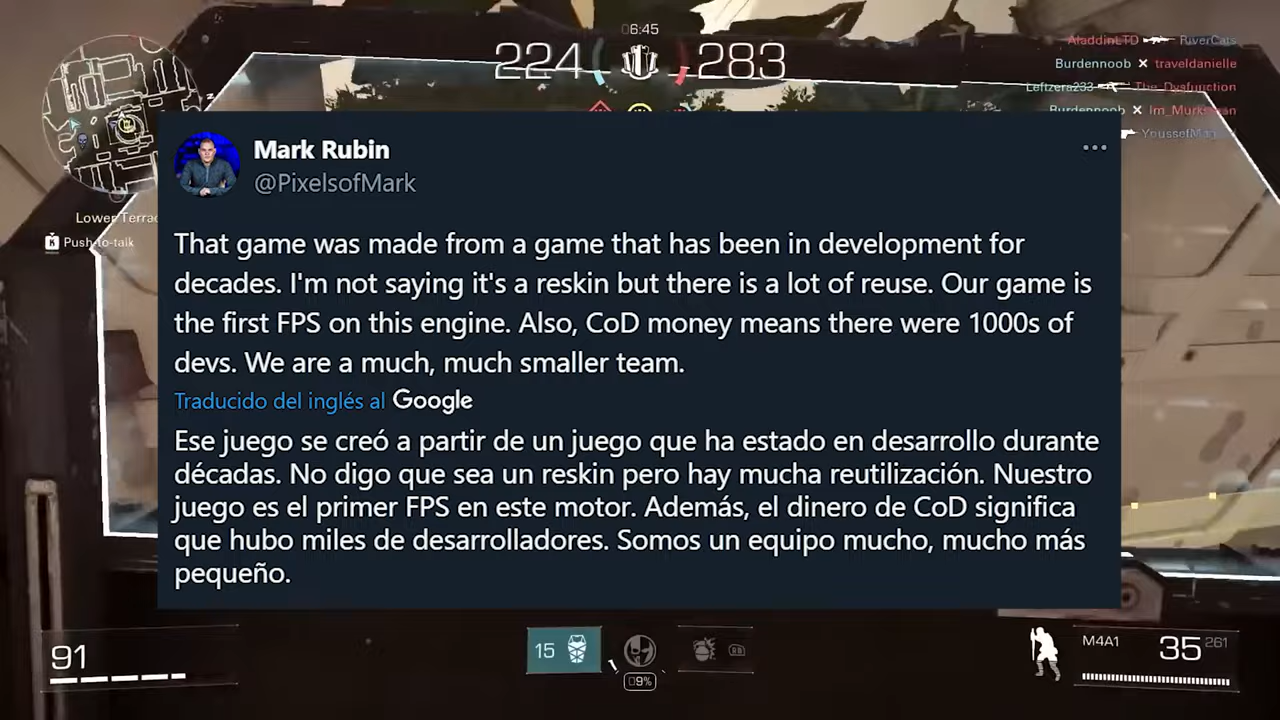 06:45
224 283
AladdinLTD RiverCats
Burdennoob traveldanielle
Leftzera233 The_Dysfunction
Burdennoob
Lower Terrac
K Push-to-talk
Mark Rubin
@PixelsofMark
That game was made from a game that has been in development for
decades. I'm not saying it's a reskin but there is a lot of reuse. Our game is
the first FPS on this engine. Also, CoD money means there were 1000s of
devs. We are a much, much smaller team.
Traducido del inglés al Google
Ese juego se creó a partir de un juego que ha estado en desarrollo durante
décadas. No digo que sea un reskin pero hay mucha reutilización. Nuestro
juego es el primer FPS en este motor. Además, el dinero de CoD significa
que hubo miles de desarrolladores. Somos un equipo mucho, mucho más
pequeño.
91
15
09%
M4A1 35 261